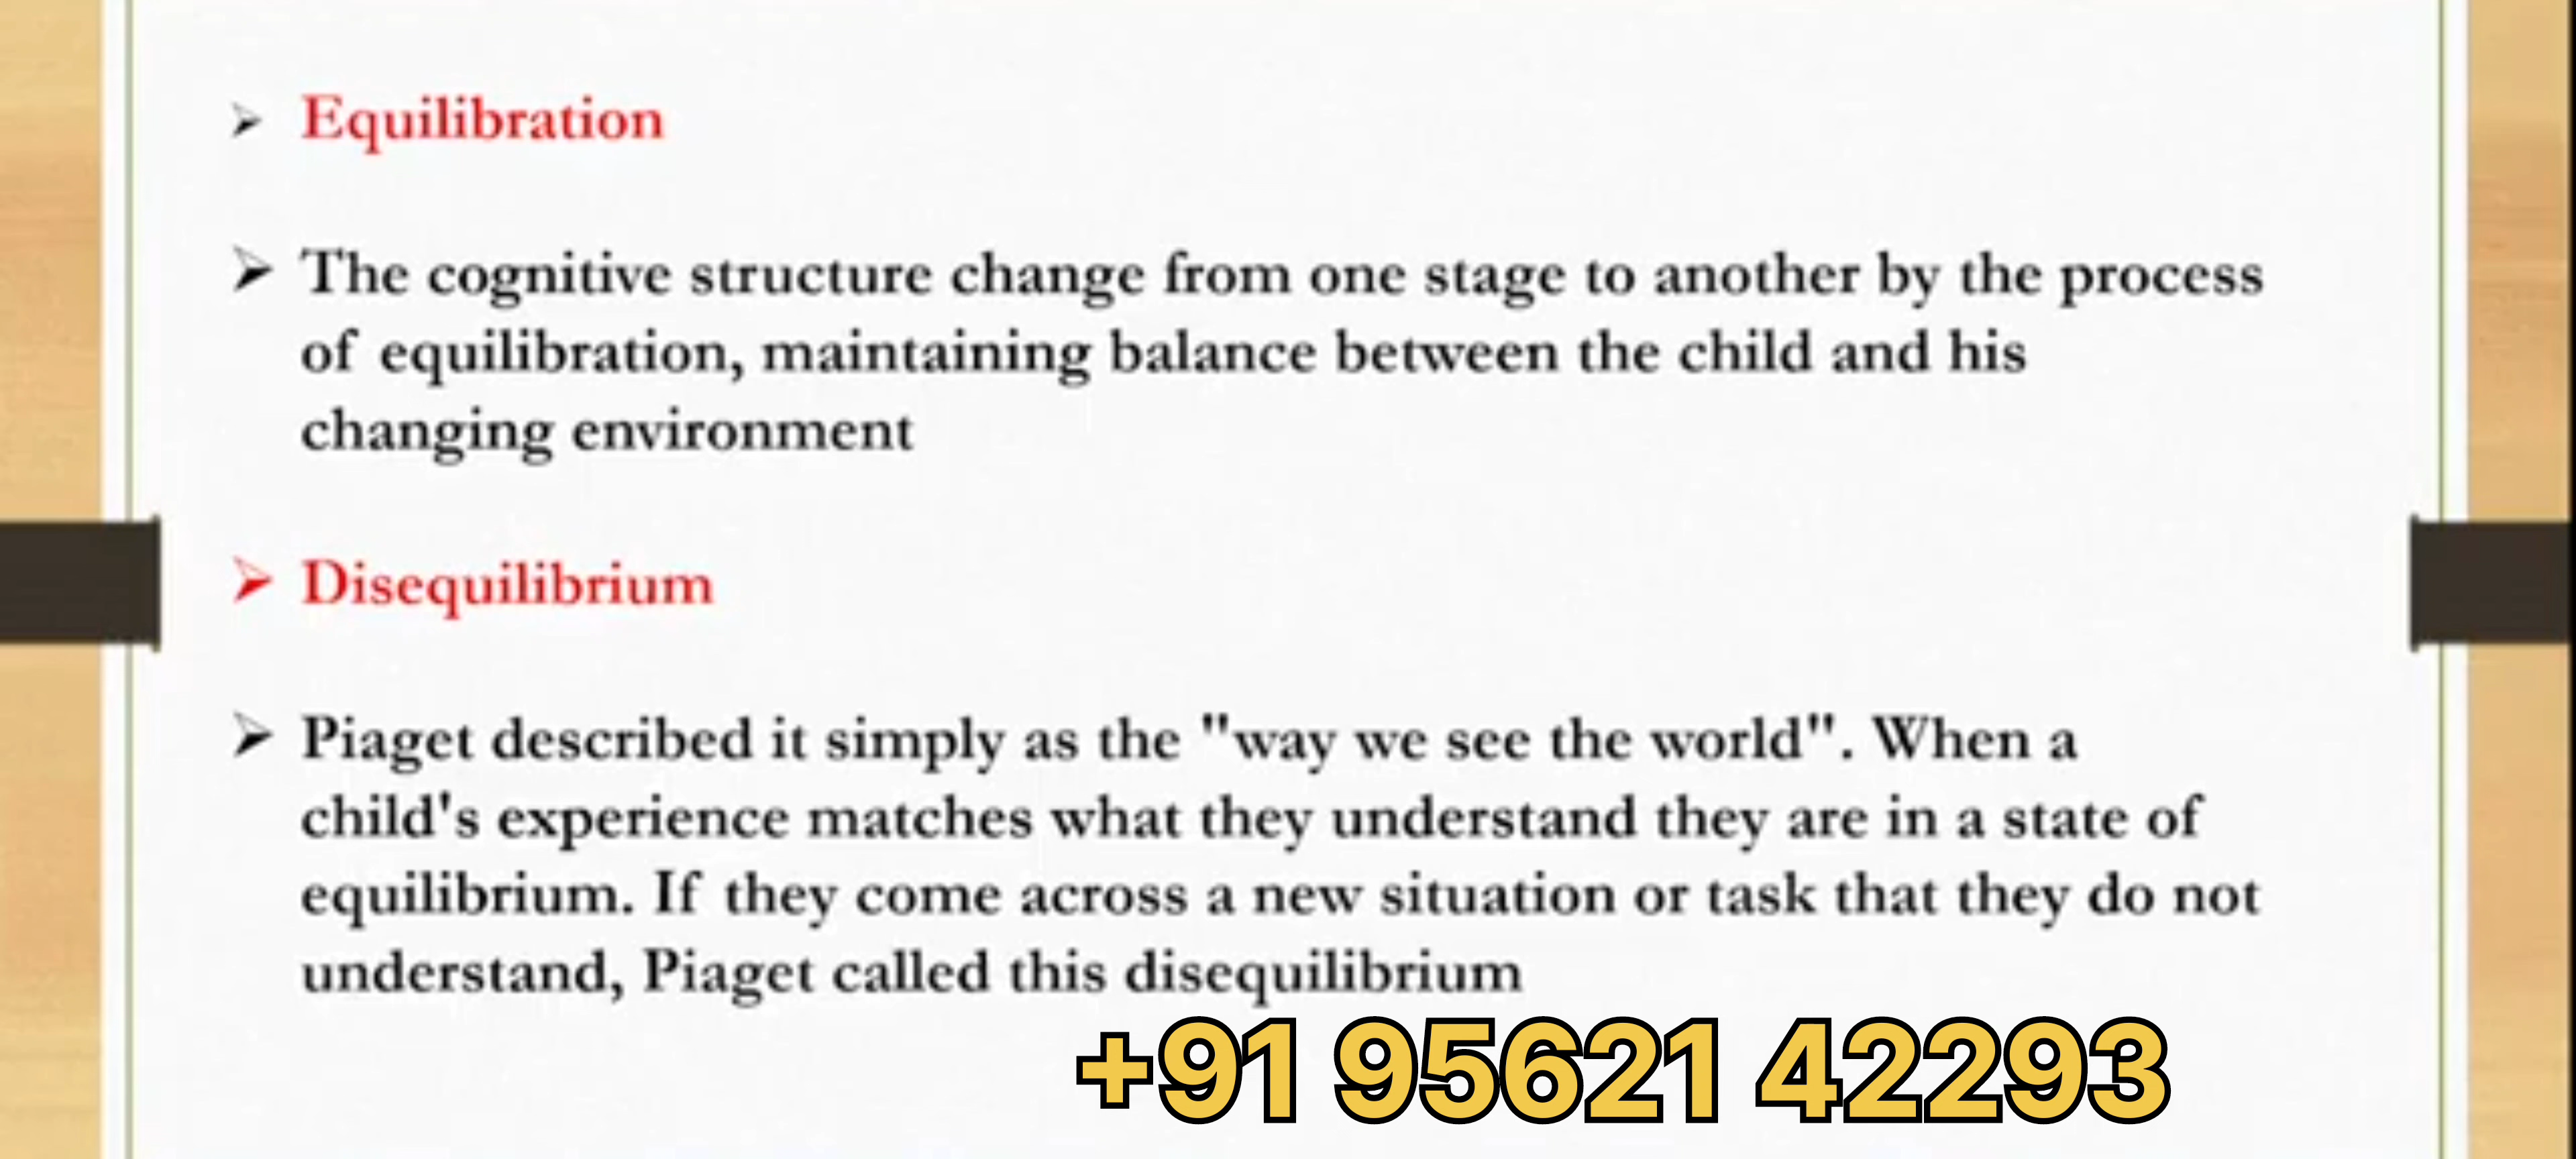 ➢ Equilibration
➢ The cognitive structure change from one stage to another by the process
of equilibration, maintaining balance between the child and his
changing environment
➢ Disequilibrium
➢ Piaget described it simply as the "way we see the world". When a
child's experience matches what they understand they are in a state of
equilibrium. If they come across a new situation or task that they do not
understand, Piaget called this disequilibrium
+91 95621 42293